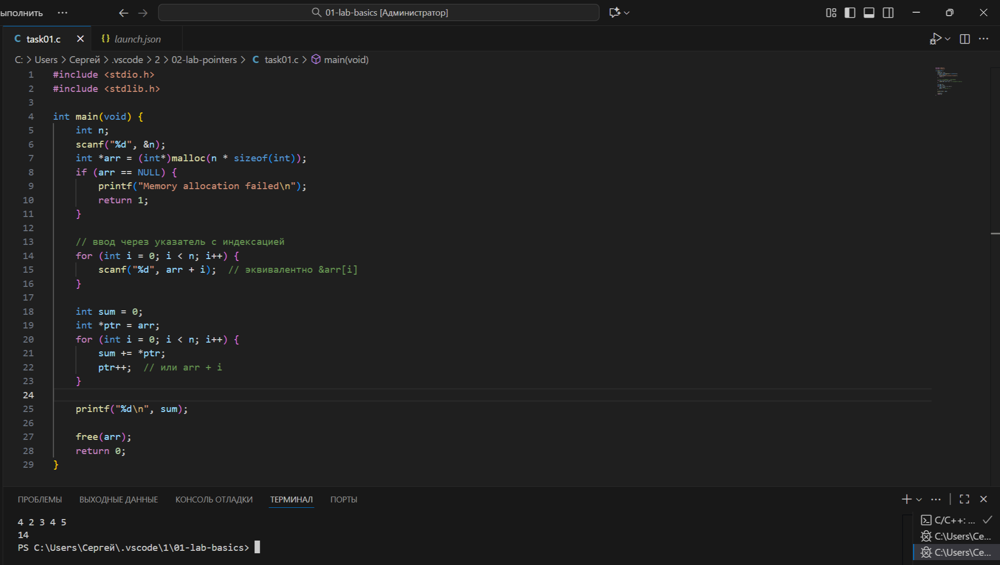 ыполнить ···
01-lab-basics [Администратор]
C task01.c
{} launch.json
C: > Users > Сергей > .vscode > 2 > 02-lab-pointers > C task01.c > main(void)
1 #include <stdio.h>
2 #include <stdlib.h>
3
4 int main(void) {
5     int n;
6     scanf("%d", &n);
7     int *arr = (int*)malloc(n * sizeof(int));
8     if (arr == NULL) {
9         printf("Memory allocation failed\n");
10         return 1;
11     }
12
13     // ввод через указатель с индексацией
14     for (int i = 0; i < n; i++) {
15         scanf("%d", arr + i);  // эквивалентно &arr[i]
16     }
17
18     int sum = 0;
19     int *ptr = arr;
20     for (int i = 0; i < n; i++) {
21         sum += *ptr;
22         ptr++;  // или arr + i
23     }
24
25     printf("%d\n", sum);
26
27     free(arr);
28     return 0;
29 }
ПРОБЛЕМЫ ВЫХОДНЫЕ ДАННЫЕ КОНСОЛЬ ОТЛАДКИ ТЕРМИНАЛ ПОРТЫ
4 2 3 4 5
14
PS C:\Users\Сергей\.vscode\1\01-lab-basics>
C/C++: ...
C:\Users\Се...
C:\Users\Се...